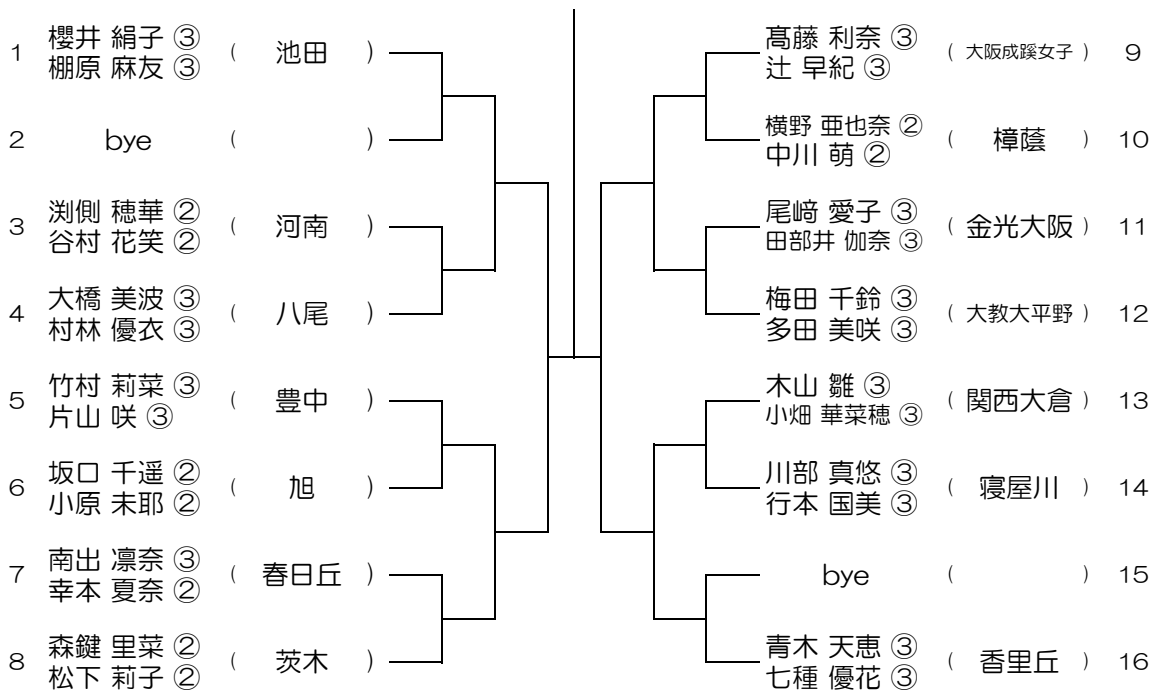 1 櫻井 絹子 ③ ( 池田 )
棚原 麻友 ③
2 bye ( )
3 渕側 穂華 ② ( 河南 )
谷村 花笑 ②
4 大橋 美波 ③ ( 八尾 )
村林 優衣 ③
5 竹村 莉菜 ③ ( 豊中 )
片山 咲 ③
6 坂口 千遥 ② ( 旭 )
小原 未耶 ②
7 南出 凛奈 ③ ( 春日丘 )
幸本 夏奈 ②
8 森鍵 里菜 ② ( 茨木 )
松下 莉子 ②
髙藤 利奈 ③ ( 大阪成蹊女子 ) 9
辻 早紀 ③
横野 亜也奈 ② ( 樟蔭 ) 10
中川 萌 ②
尾﨑 愛子 ③ ( 金光大阪 ) 11
田部井 伽奈 ③
梅田 千鈴 ③ ( 大教大平野 ) 12
多田 美咲 ③
木山 雛 ③ ( 関西大倉 ) 13
小畑 華菜穂 ③
川部 真悠 ③ ( 寝屋川 ) 14
行本 国美 ③
bye ( ) 15
青木 天恵 ③ ( 香里丘 ) 16
七種 優花 ③